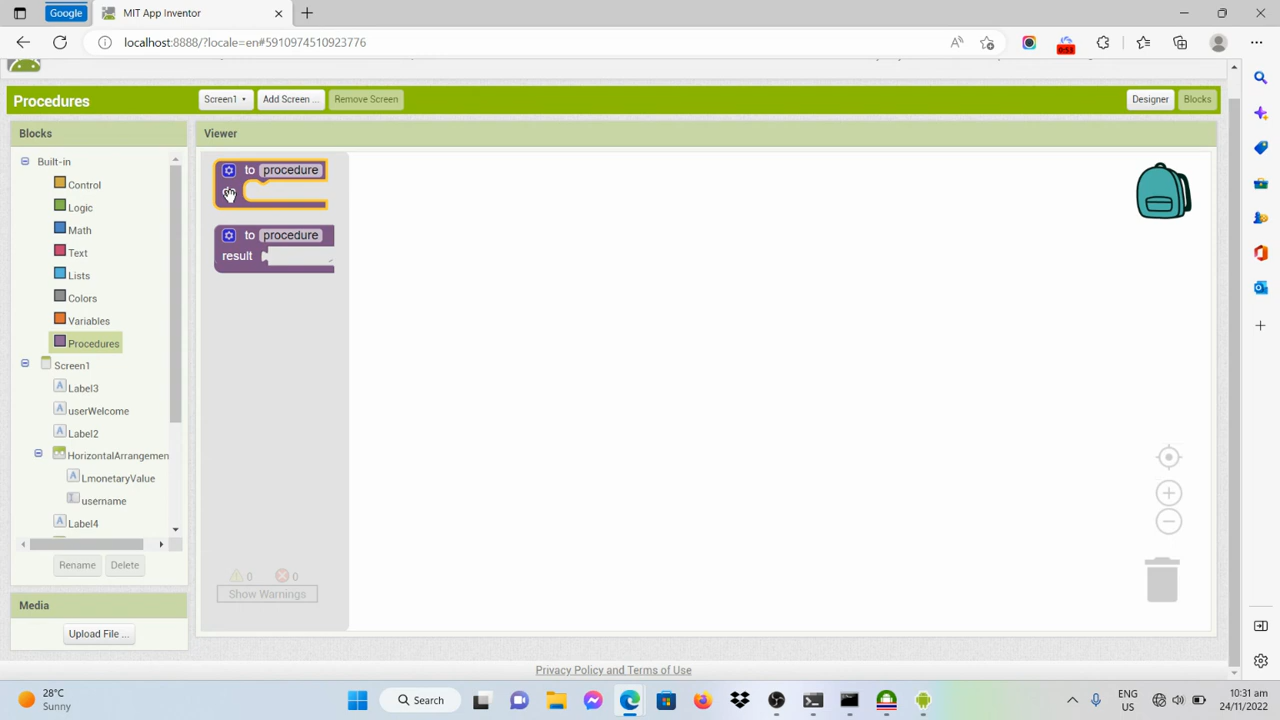 Google
MIT App Inventor
localhost:8888/?locale=en#5910974510923776
0:53
Procedures
Screen1
Add Screen ...
Remove Screen
Designer
Blocks
Blocks
Viewer
Built-in
Control
Logic
Math
Text
Lists
Colors
Variables
Procedures
Screen1
Label3
userWelcome
Label2
HorizontalArrangemen
LmonetaryValue
username
Label4
Rename
Delete
Media
Upload File ...
to procedure
to procedure
result
0
0
Show Warnings
Privacy Policy and Terms of Use
28°C
Sunny
Search
ENG
US
10:31 am
24/11/2022